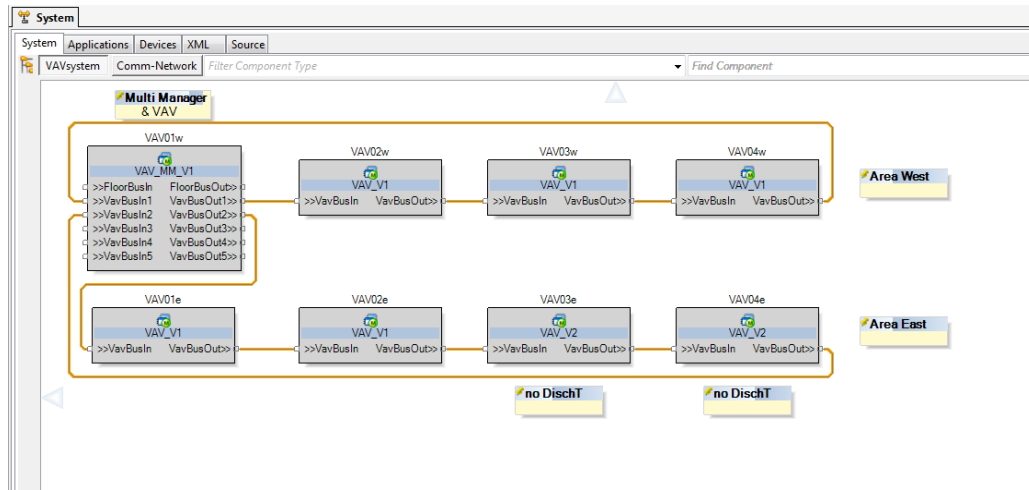 System
System Applications Devices XML Source
VAVsystem Comm-Network Filter Component Type Find Component
Multi Manager
& VAV
VAV01w
VAV_MM_V1
>>FloorBusIn FloorBusOut>>
>>VavBusIn1 VavBusOut1>>
>>VavBusIn2 VavBusOut2>>
>>VavBusIn3 VavBusOut3>>
>>VavBusIn4 VavBusOut4>>
>>VavBusIn5 VavBusOut5>>
VAV02w
VAV_V1
>>VavBusIn VavBusOut>>
VAV03w
VAV_V1
>>VavBusIn VavBusOut>>
VAV04w
VAV_V1
>>VavBusIn VavBusOut>>
Area West
VAV01e
VAV_V1
>>VavBusIn VavBusOut>>
VAV02e
VAV_V1
>>VavBusIn VavBusOut>>
VAV03e
VAV_V2
>>VavBusIn VavBusOut>>
VAV04e
VAV_V2
>>VavBusIn VavBusOut>>
Area East
no DischT
no DischT